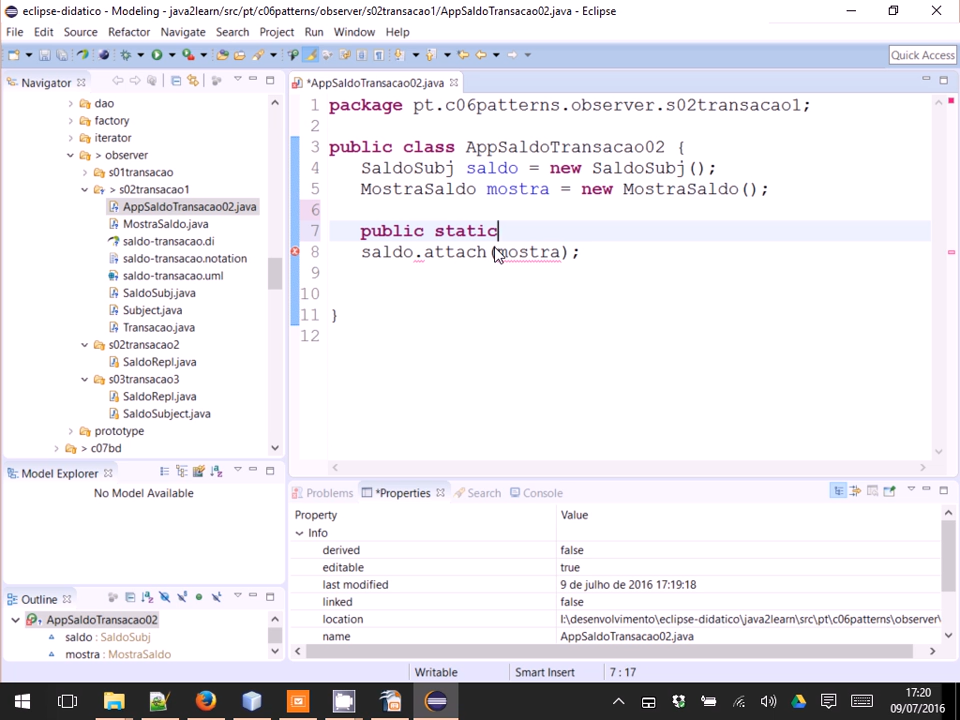 eclipse-didatico - Modeling - java2learn/src/pt/c06patterns/observer/s02transacao1/AppSaldoTransacao02.java - Eclipse
File Edit Source Refactor Navigate Search Project Run Window Help
Quick Access
Navigator
dao
factory
iterator
> observer
s01transacao
> s02transacao1
AppSaldoTransacao02.java
MostraSaldo.java
saldo-transacao.di
saldo-transacao.notation
saldo-transacao.uml
SaldoSubj.java
Subject.java
Transacao.java
s02transacao2
SaldoRepl.java
s03transacao3
SaldoRepl.java
SaldoSubject.java
prototype
> c07bd
*AppSaldoTransacao02.java
1 package pt.c06patterns.observer.s02transacao1;
2
3 public class AppSaldoTransacao02 {
4 SaldoSubj saldo = new SaldoSubj();
5 MostraSaldo mostra = new MostraSaldo();
6
7 public static
8 saldo.attach(mostra);
9
10
11 }
12
Model Explorer
No Model Available
Outline
AppSaldoTransacao02
saldo : SaldoSubj
mostra : MostraSaldo
Problems *Properties Search Console
Property Value
Info
derived false
editable true
last modified 9 de julho de 2016 17:19:18
linked false
location I:\desenvolvimento\eclipse-didatico\java2learn\src\pt\c06patterns\observer\
name AppSaldoTransacao02.java
Writable Smart Insert 7 : 17
17:20
09/07/2016